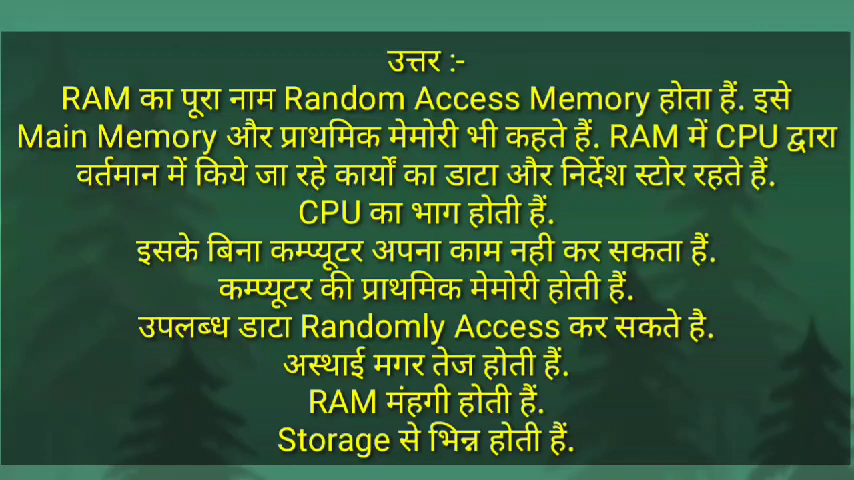 उत्तर :-
RAM का पूरा नाम Random Access Memory होता हैं. इसे
Main Memory और प्राथमिक मेमोरी भी कहते हैं. RAM में CPU द्वारा
वर्तमान में किये जा रहे कार्यों का डाटा और निर्देश स्टोर रहते हैं.
CPU का भाग होती हैं.
इसके बिना कम्प्यूटर अपना काम नही कर सकता हैं.
कम्प्यूटर की प्राथमिक मेमोरी होती हैं.
उपलब्ध डाटा Randomly Access कर सकते है.
अस्थाई मगर तेज होती हैं.
RAM मंहगी होती हैं.
Storage से भिन्न होती हैं.